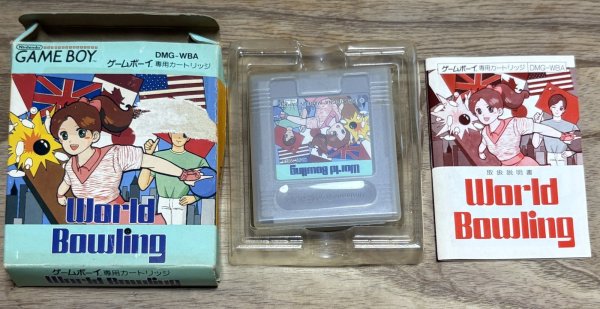 Nintendo
GAME BOY
DMG-WBA
ゲームボーイ専用カートリッジ
World
Bowling
ゲームボーイ専用カートリッジ
World Bowling
World Bowling
ゲームボーイ専用カートリッジ DMG-WBA
取扱説明書
World
Bowling